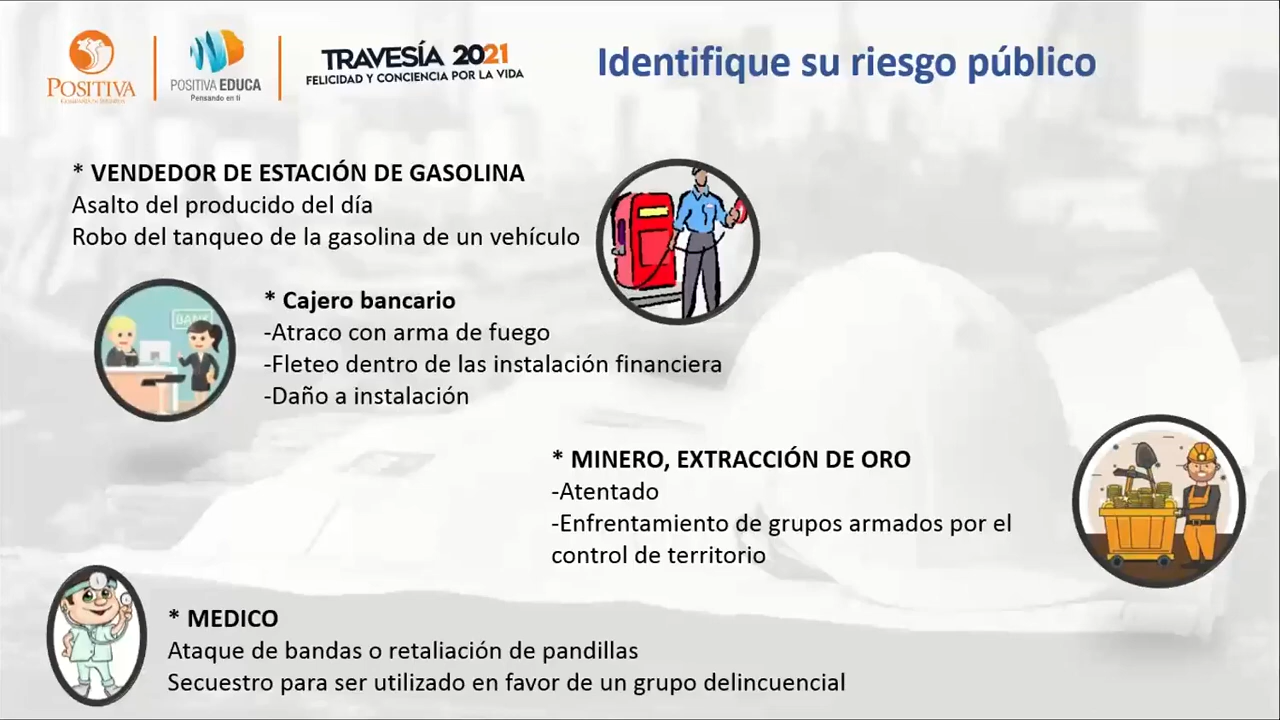 POSITIVA
POSITIVA EDUCA
Pensando en ti
TRAVESÍA 2021
FELICIDAD Y CONCIENCIA POR LA VIDA
Identifique su riesgo público
* VENDEDOR DE ESTACIÓN DE GASOLINA
Asalto del producido del día
Robo del tanqueo de la gasolina de un vehículo
BANK
* Cajero bancario
-Atraco con arma de fuego
-Fleteo dentro de las instalación financiera
-Daño a instalación
* MINERO, EXTRACCIÓN DE ORO
-Atentado
-Enfrentamiento de grupos armados por el
control de territorio
* MEDICO
Ataque de bandas o retaliación de pandillas
Secuestro para ser utilizado en favor de un grupo delincuencial